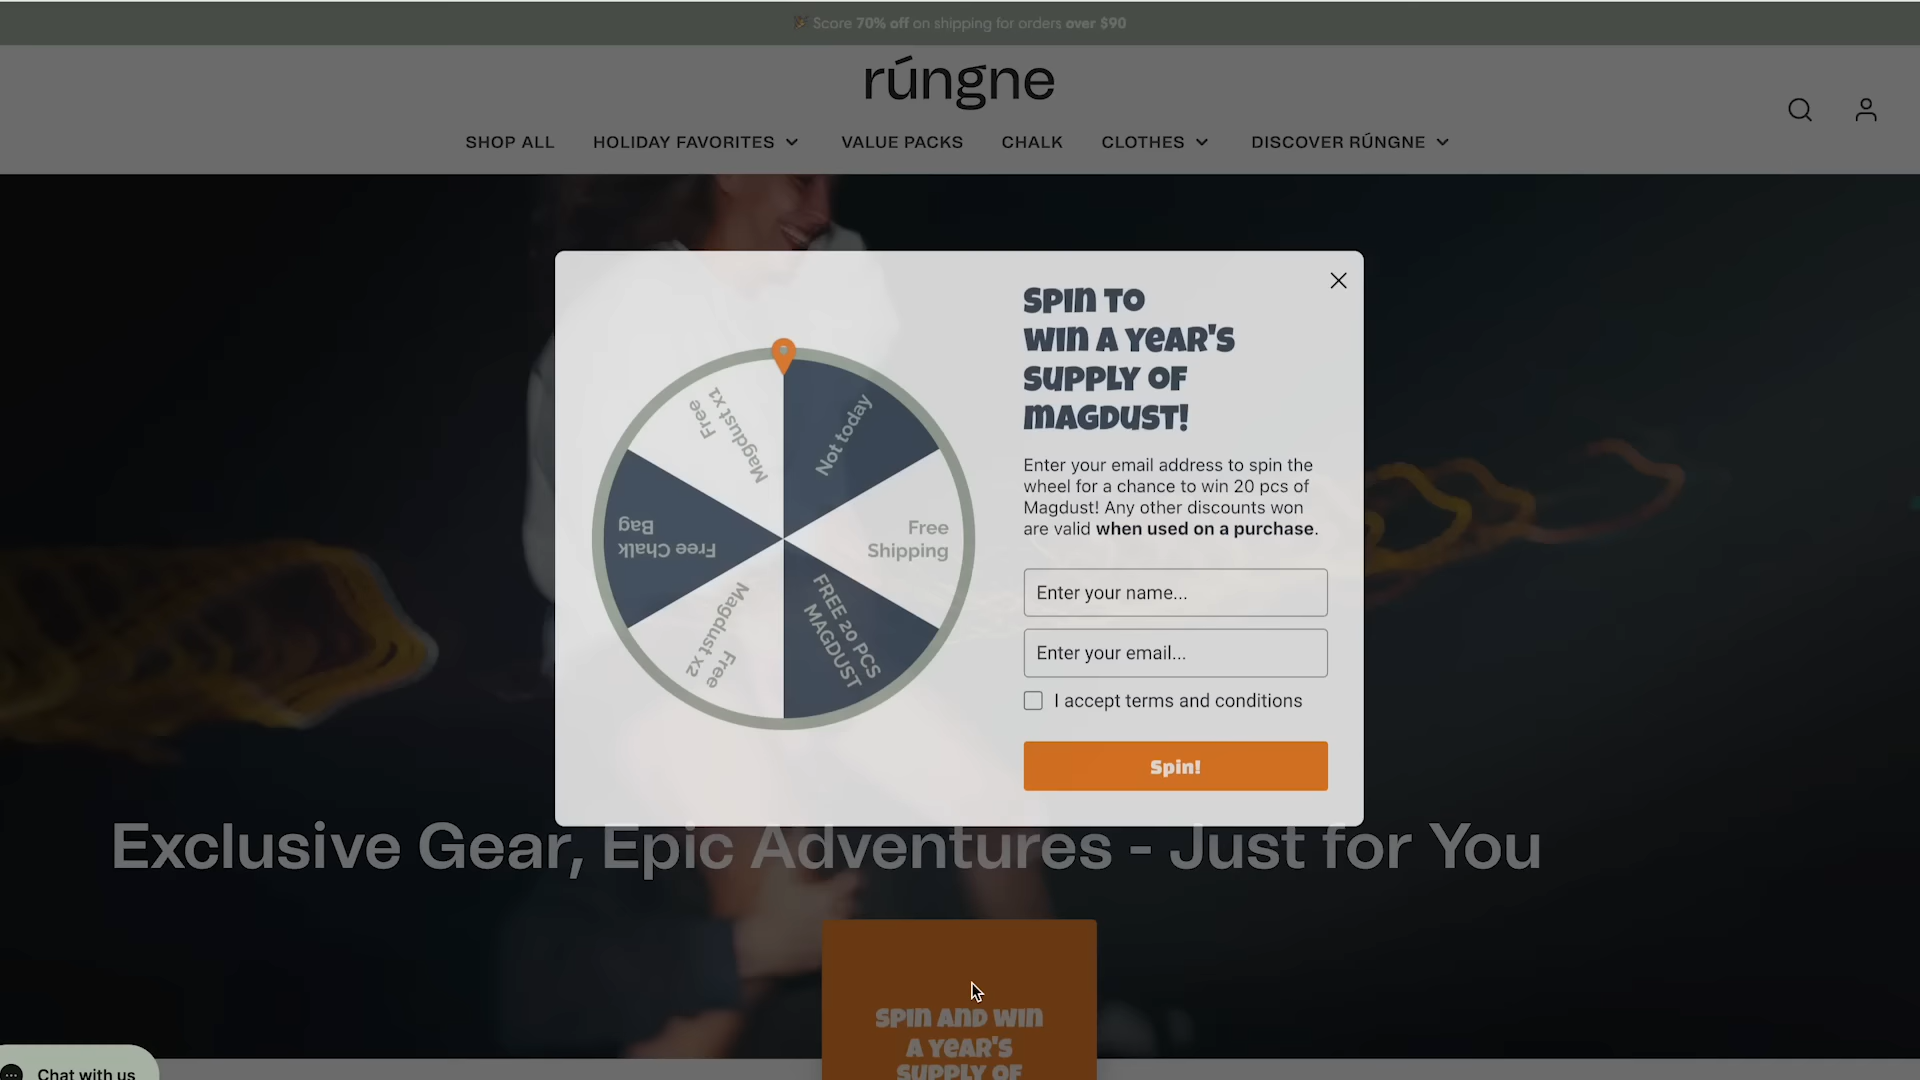 Score 70% off on shipping for orders over $90
rúngne
SHOP ALL
HOLIDAY FAVORITES
VALUE PACKS
CHALK
CLOTHES
DISCOVER RÚNGNE
SPIN TO
WIN A YEAR'S
SUPPLY OF
MAGDUST!
Enter your email address to spin the
wheel for a chance to win 20 pcs of
Magdust! Any other discounts won
are valid when used on a purchase.
Enter your name...
Enter your email...
I accept terms and conditions
Spin!
Not today
Free
Shipping
FREE 20 PCS
MAGDUST
Free
Magdust x2
Free Chalk
Bag
Free
Magdust x1
Exclusive Gear, Epic Adventures - Just for You
SPIN AND WIN
A YEAR'S
SUPPLY OF
Chat with us